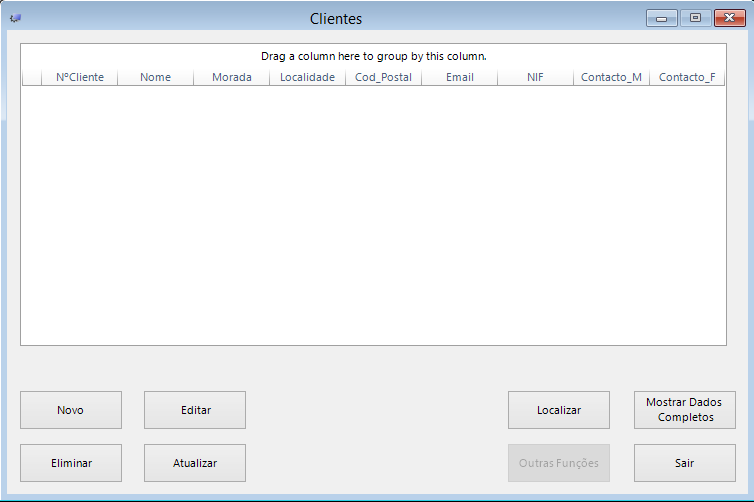 Clientes
Drag a column here to group by this column.
NºCliente Nome Morada Localidade Cod_Postal Email NIF Contacto_M Contacto_F
Novo Editar Localizar Mostrar Dados
Completos
Eliminar Atualizar Outras Funções Sair